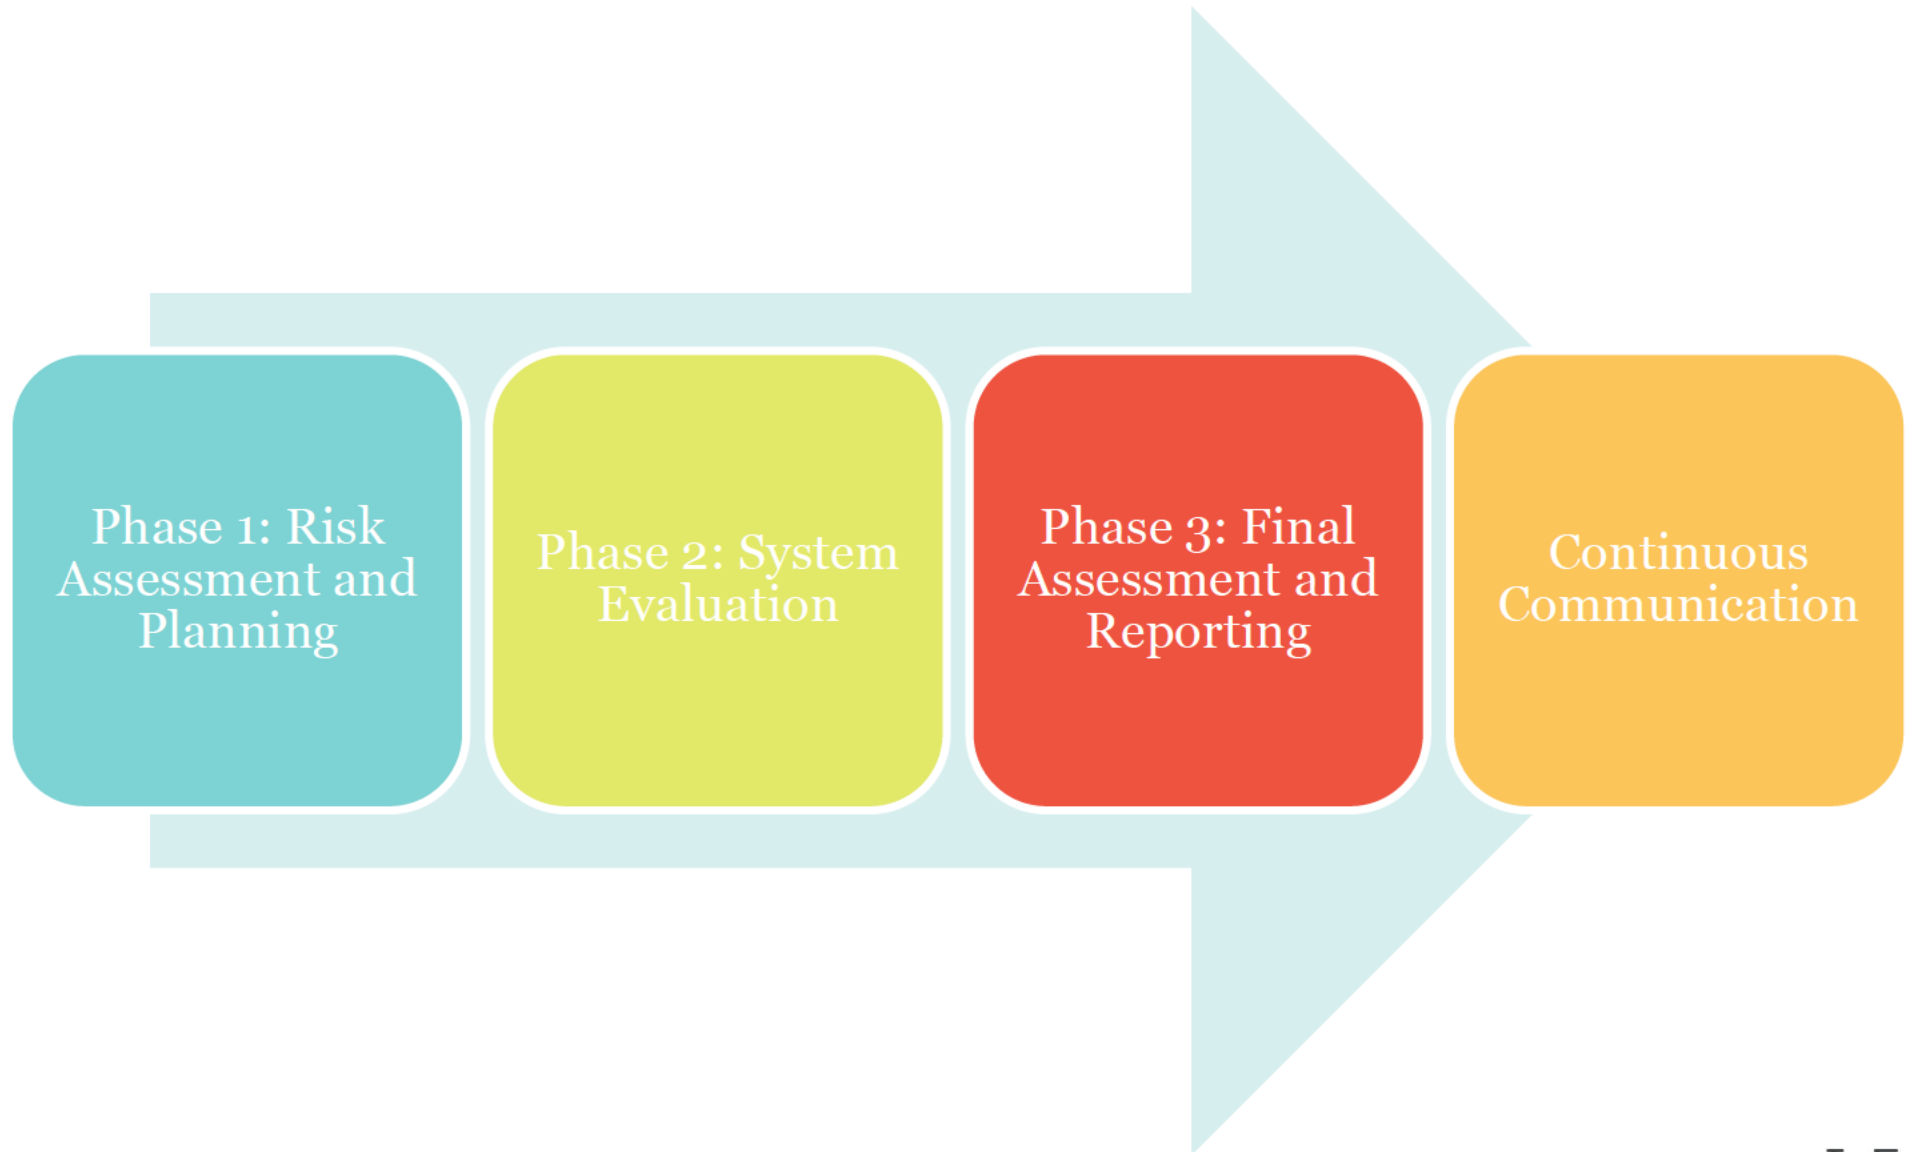 Phase 1: Risk
Assessment and
Planning
Phase 2: System
Evaluation
Phase 3: Final
Assessment and
Reporting
Continuous
Communication